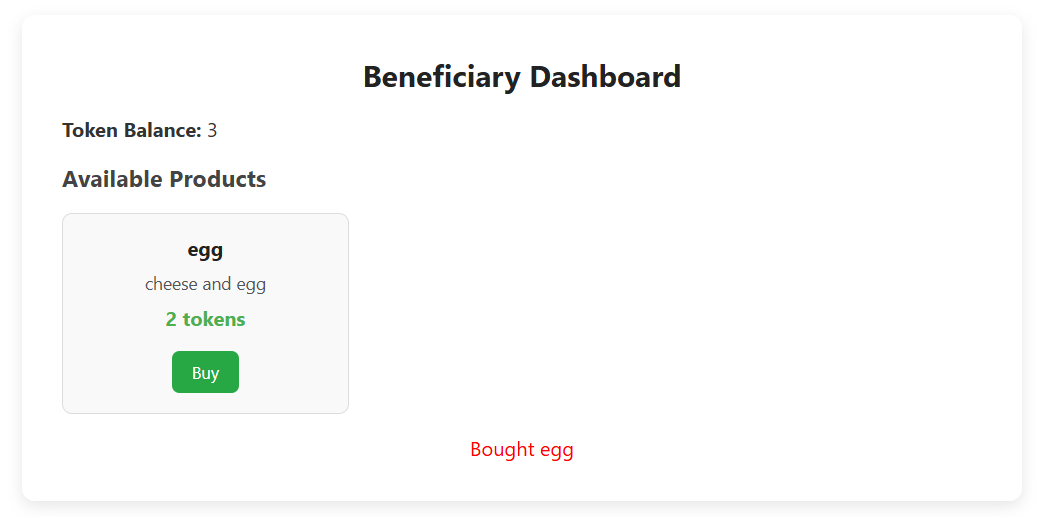 Beneficiary Dashboard
Token Balance: 3
Available Products
egg
cheese and egg
2 tokens
Buy
Bought egg